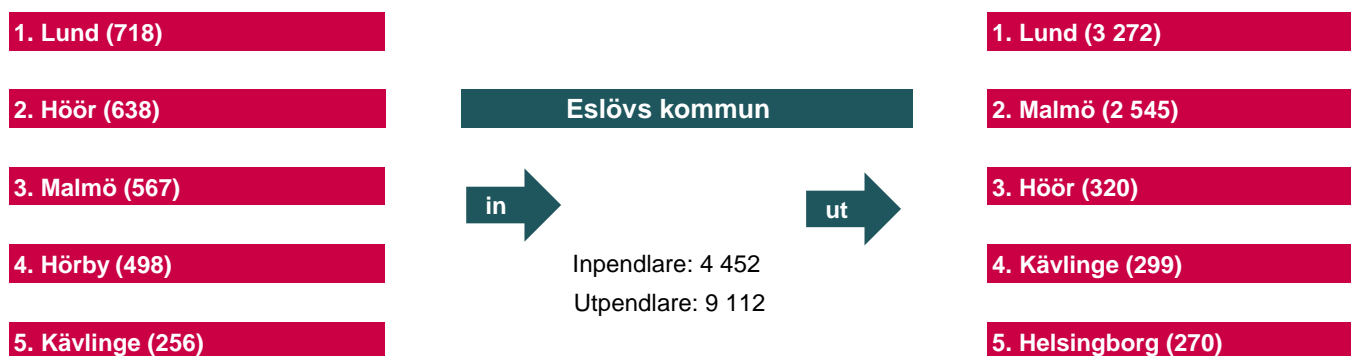 1. Lund (718)
2. Höör (638)
3. Malmö (567)
4. Hörby (498)
5. Kävlinge (256)
Eslövs kommun
in
ut
Inpendlare: 4 452
Utpendlare: 9 112
1. Lund (3 272)
2. Malmö (2 545)
3. Höör (320)
4. Kävlinge (299)
5. Helsingborg (270)